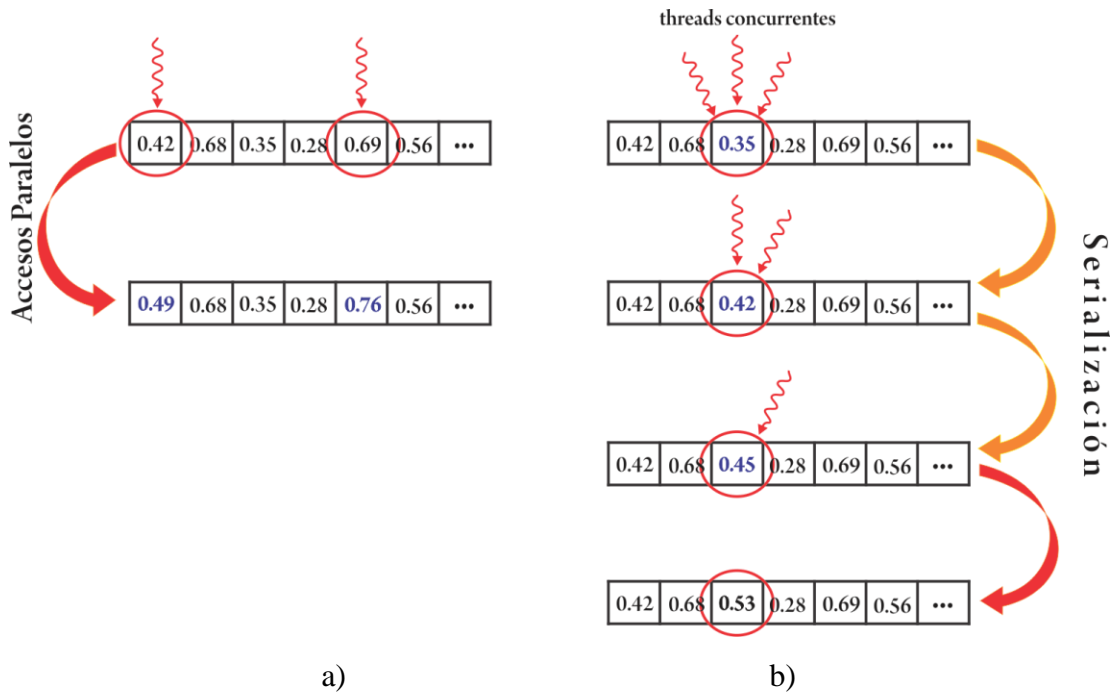 Accesos Paralelos
0.42 0.68 0.35 0.28 0.69 0.56 ...
0.49 0.68 0.35 0.28 0.76 0.56 ...
a)
threads concurrentes
0.42 0.68 0.35 0.28 0.69 0.56 ...
0.42 0.68 0.42 0.28 0.69 0.56 ...
0.42 0.68 0.45 0.28 0.69 0.56 ...
0.42 0.68 0.53 0.28 0.69 0.56 ...
Serialización
b)